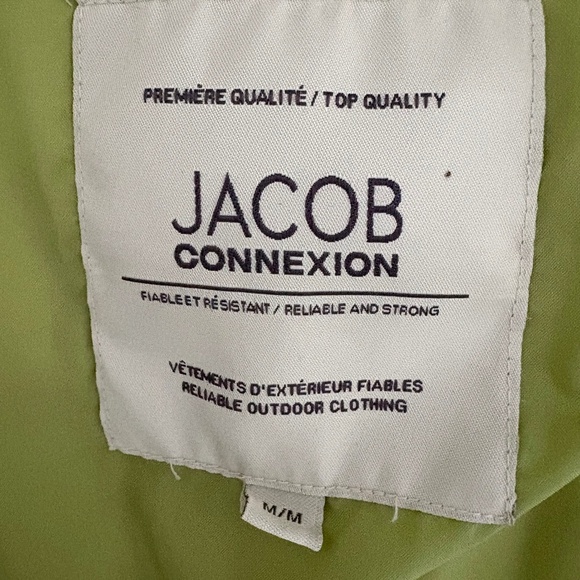 PREMIÈRE QUALITÉ / TOP QUALITY
JACOB
CONNEXION
FIABLE ET RÉSISTANT / RELIABLE AND STRONG
VÊTEMENTS D'EXTÉRIEUR FIABLES
RELIABLE OUTDOOR CLOTHING
M/M